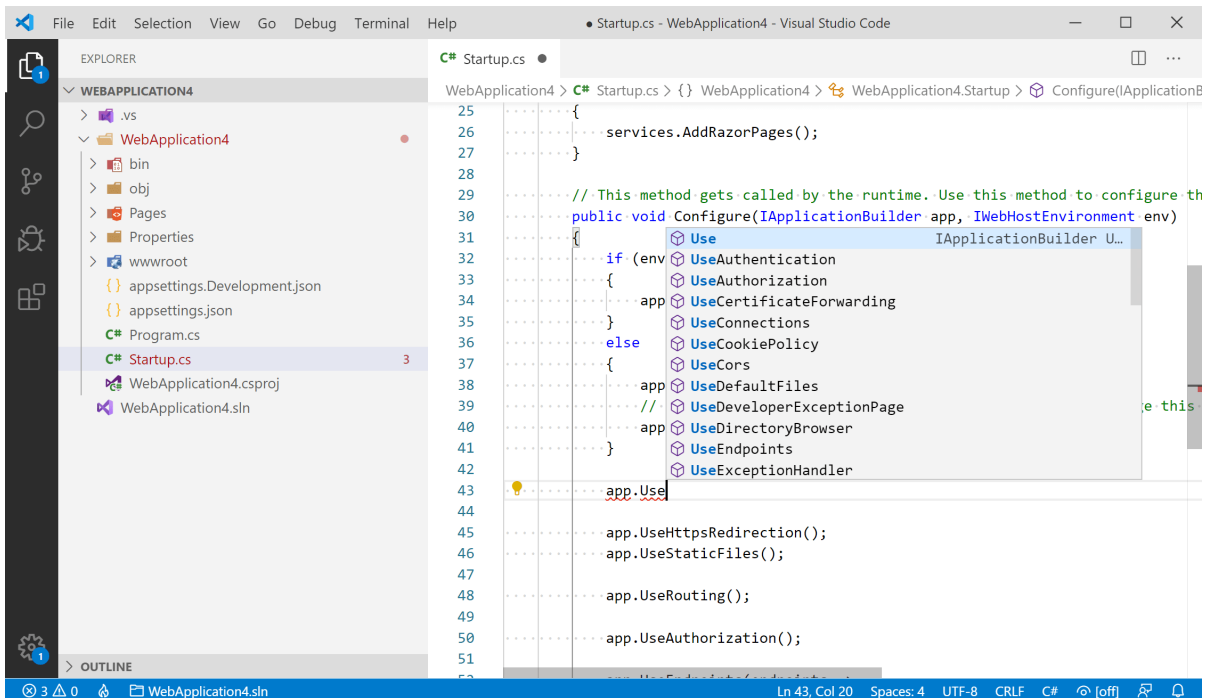 File Edit Selection View Go Debug Terminal Help ● Startup.cs - WebApplication4 - Visual Studio Code
EXPLORER
1
WEBAPPLICATION4
.vs
WebApplication4
bin
obj
Pages
Properties
wwwroot
{ } appsettings.Development.json
{ } appsettings.json
C# Program.cs
C# Startup.cs 3
WebApplication4.csproj
WebApplication4.sln
OUTLINE
1
C# Startup.cs ●
WebApplication4 > C# Startup.cs > { } WebApplication4 > WebApplication4.Startup > Configure(IApplicationB
25 {
26 services.AddRazorPages();
27 }
28
29 // This method gets called by the runtime. Use this method to configure th
30 public void Configure(IApplicationBuilder app, IWebHostEnvironment env)
31 {
32 if (env
33 {
34 app
35 }
36 else
37 {
38 app
39 // e this
40 app
41 }
42
43 app.Use
44
45 app.UseHttpsRedirection();
46 app.UseStaticFiles();
47
48 app.UseRouting();
49
50 app.UseAuthorization();
51
Use IApplicationBuilder U…
UseAuthentication
UseAuthorization
UseCertificateForwarding
UseConnections
UseCookiePolicy
UseCors
UseDefaultFiles
UseDeveloperExceptionPage
UseDirectoryBrowser
UseEndpoints
UseExceptionHandler
3 0 WebApplication4.sln Ln 43, Col 20 Spaces: 4 UTF-8 CRLF C# [off]